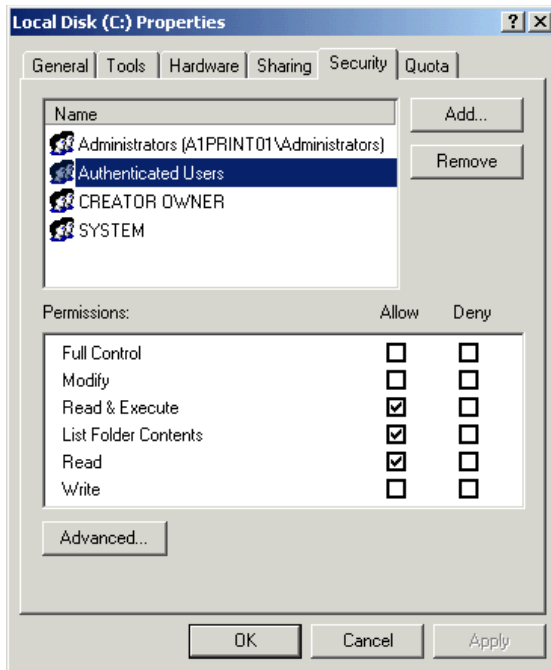 Local Disk (C:) Properties ? ×
General Tools Hardware Sharing Security Quota
Name
Administrators (A1PRINT01\Administrators)
Authenticated Users
CREATOR OWNER
SYSTEM
Add...
Remove
Permissions: Allow Deny
Full Control
Modify
Read & Execute
List Folder Contents
Read
Write
Advanced...
OK Cancel Apply